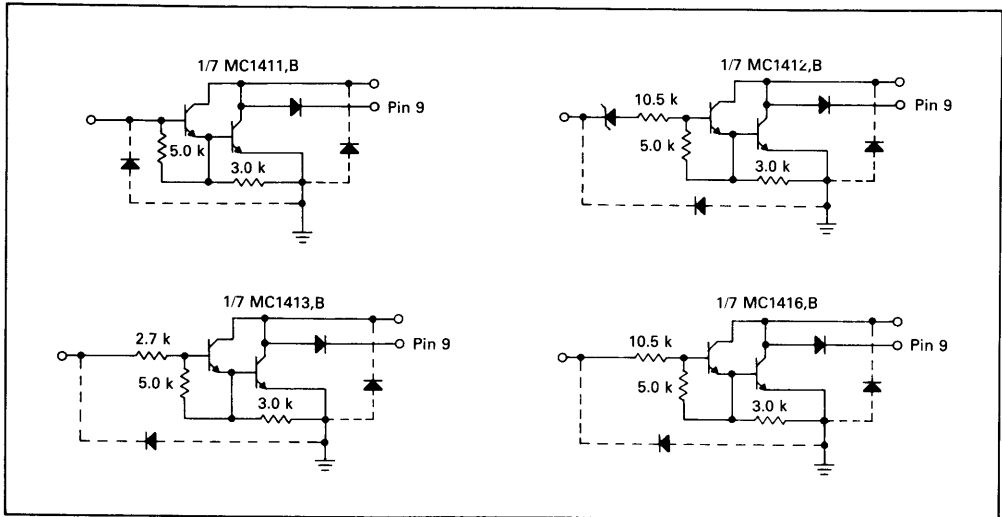 1/7 MC1411,B
Pin 9
5.0 k
3.0 k
1/7 MC1412,B
10.5 k
Pin 9
5.0 k
3.0 k
1/7 MC1413,B
2.7 k
Pin 9
5.0 k
3.0 k
1/7 MC1416,B
10.5 k
Pin 9
5.0 k
3.0 k